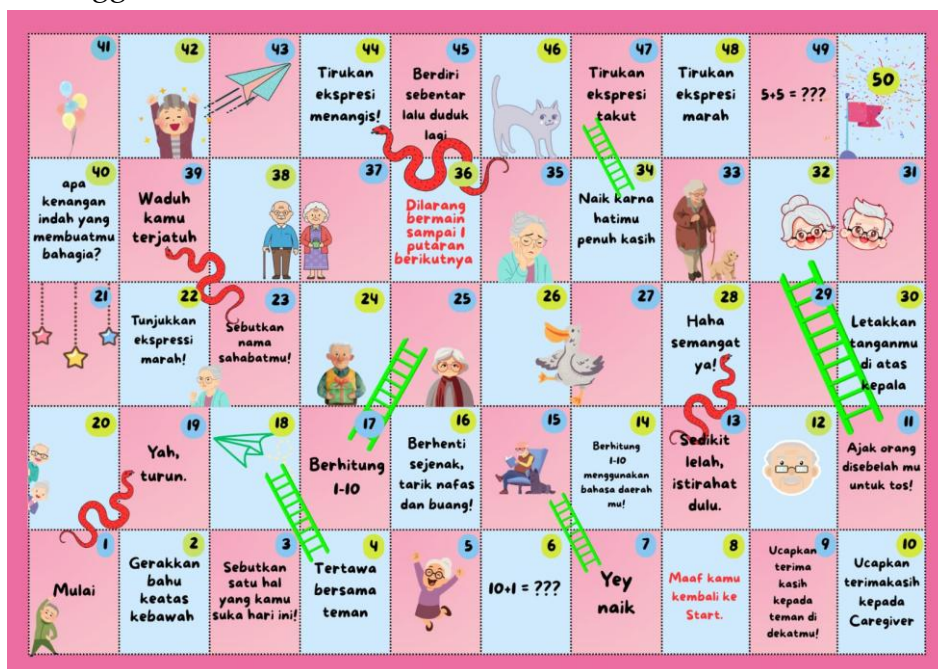 41
42
43
44
Tirukan
ekspresi
menangis!
45
Berdiri
sebentar
lalu duduk
lagi
46
47
Tirukan
ekspresi
takut
48
Tirukan
ekspresi
marah
49
5+5 = ???
50
40
apa
kenangan
indah yang
membuatmu
bahagia?
39
Waduh
kamu
terjatuh
38
37
36
Dilarang
bermain
sampai 1
putaran
berikutnya
35
34
Naik karna
hatimu
penuh kasih
33
32
31
21
22
Tunjukkan
ekspressi
marah!
23
Sebutkan
nama
sahabatmu!
24
25
26
27
28
Haha
semangat
ya!
29
30
Letakkan
tanganmu
di atas
kepala
20
19
Yah,
turun.
18
17
Berhitung
1-10
16
Berhenti
sejenak,
tarik nafas
dan buang!
15
14
Berhitung
1-10
menggunakan
bahasa daerah
mu!
13
Sedikit
lelah,
istirahat
dulu.
12
11
Ajak orang
disebelah mu
untuk tos!
1
Mulai
2
Gerakkan
bahu
keatas
kebawah
3
Sebutkan
satu hal
yang kamu
suka hari ini!
4
Tertawa
bersama
teman
5
6
10+1 = ???
7
Yey
naik
8
Maaf kamu
kembali ke
Start.
9
Ucapkan
terima
kasih
kepada
teman di
dekatmu!
10
Ucapkan
terimakasih
kepada
Caregiver